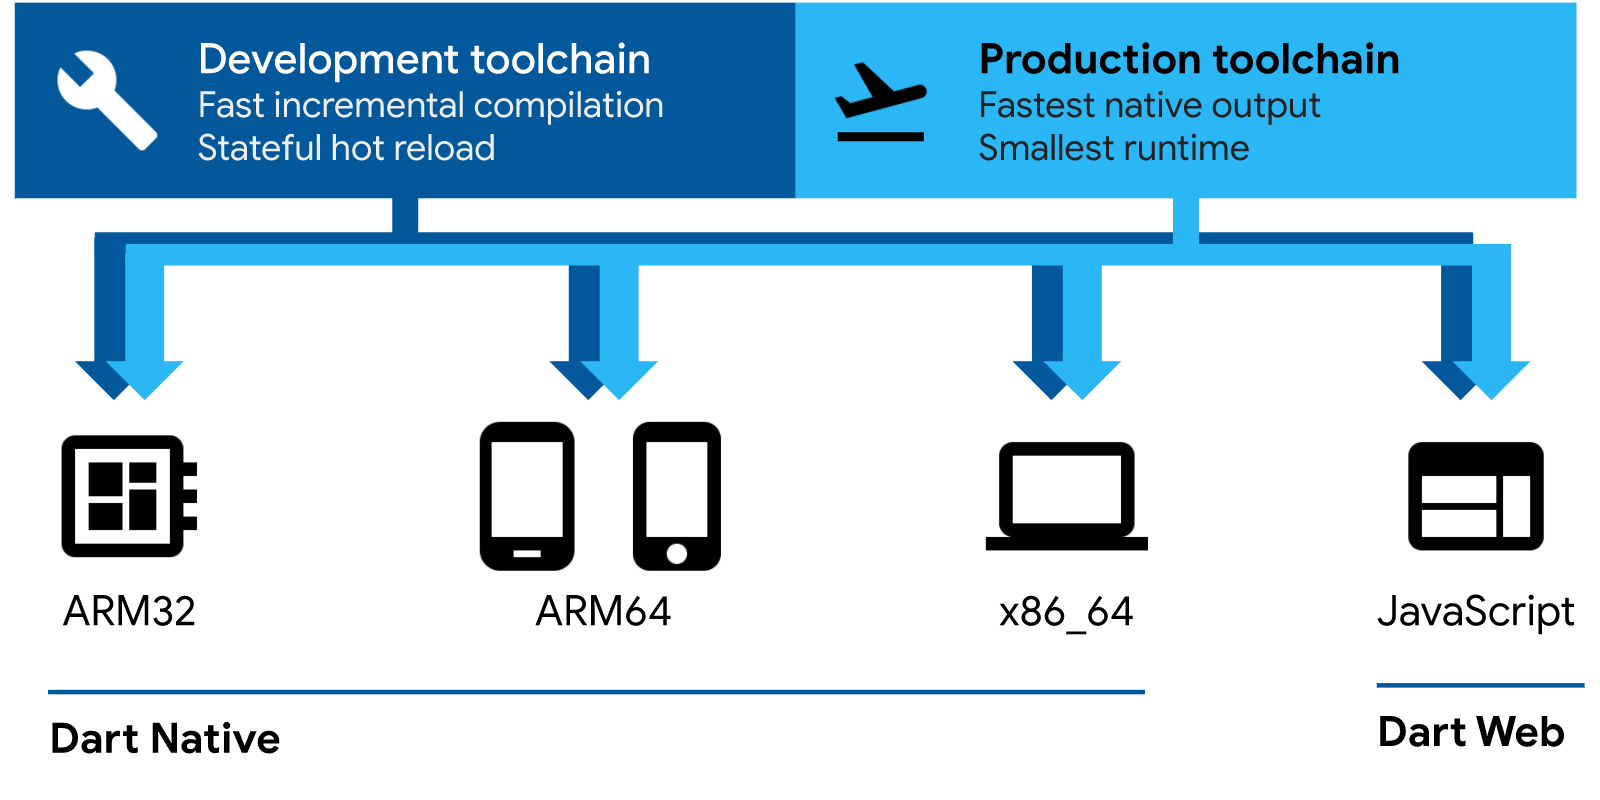 Development toolchain
Fast incremental compilation
Stateful hot reload
Production toolchain
Fastest native output
Smallest runtime
ARM32
ARM64
x86_64
JavaScript
Dart Native
Dart Web